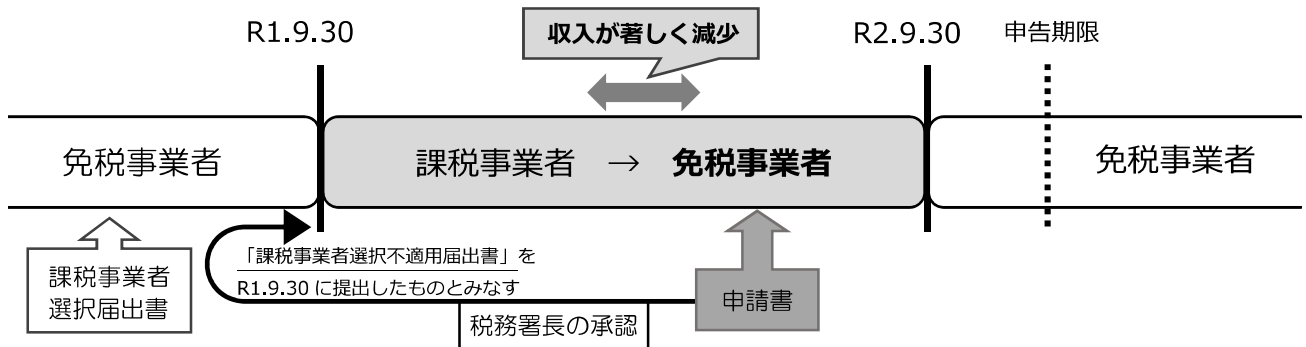 R1.9.30
収入が著しく減少
R2.9.30
申告期限
免税事業者
課税事業者 → 免税事業者
免税事業者
課税事業者
選択届出書
「課税事業者選択不適用届出書」を
R1.9.30 に提出したものとみなす
申請書
税務署長の承認